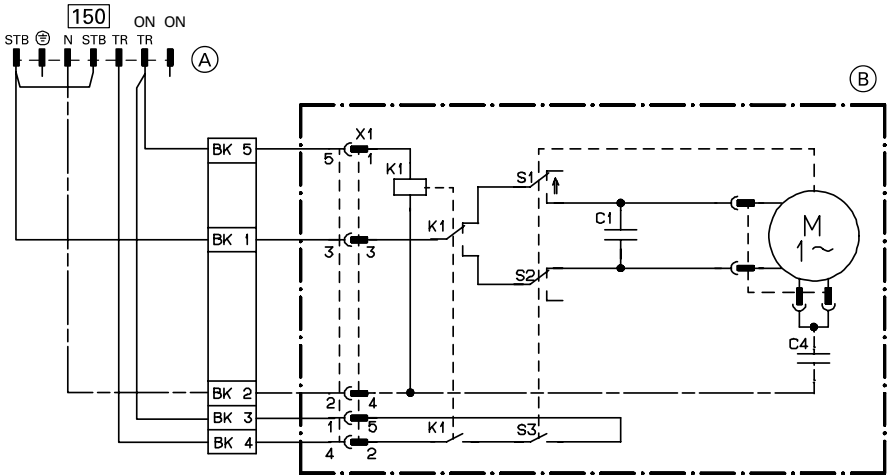 150
ON ON
STB N STB TR TR
A
B
BK 5
5
X1
1
K1
S1
C1
M
1~
BK 1
3
3
K1
S2
C4
BK 2
2
4
BK 3
1
5
BK 4
4
2
K1
S3